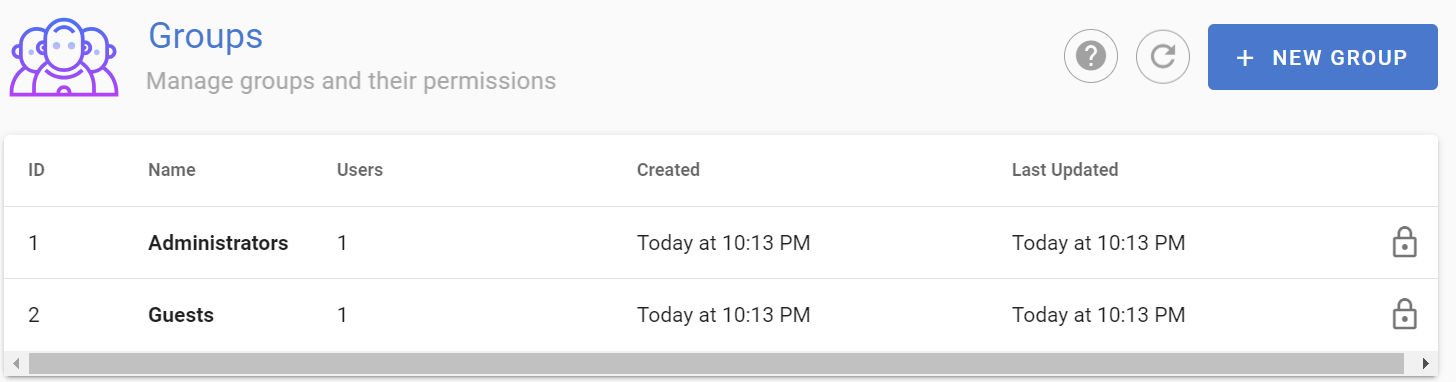 Groups
Manage groups and their permissions
?
+ NEW GROUP
ID Name Users Created Last Updated
1 Administrators 1 Today at 10:13 PM Today at 10:13 PM
2 Guests 1 Today at 10:13 PM Today at 10:13 PM